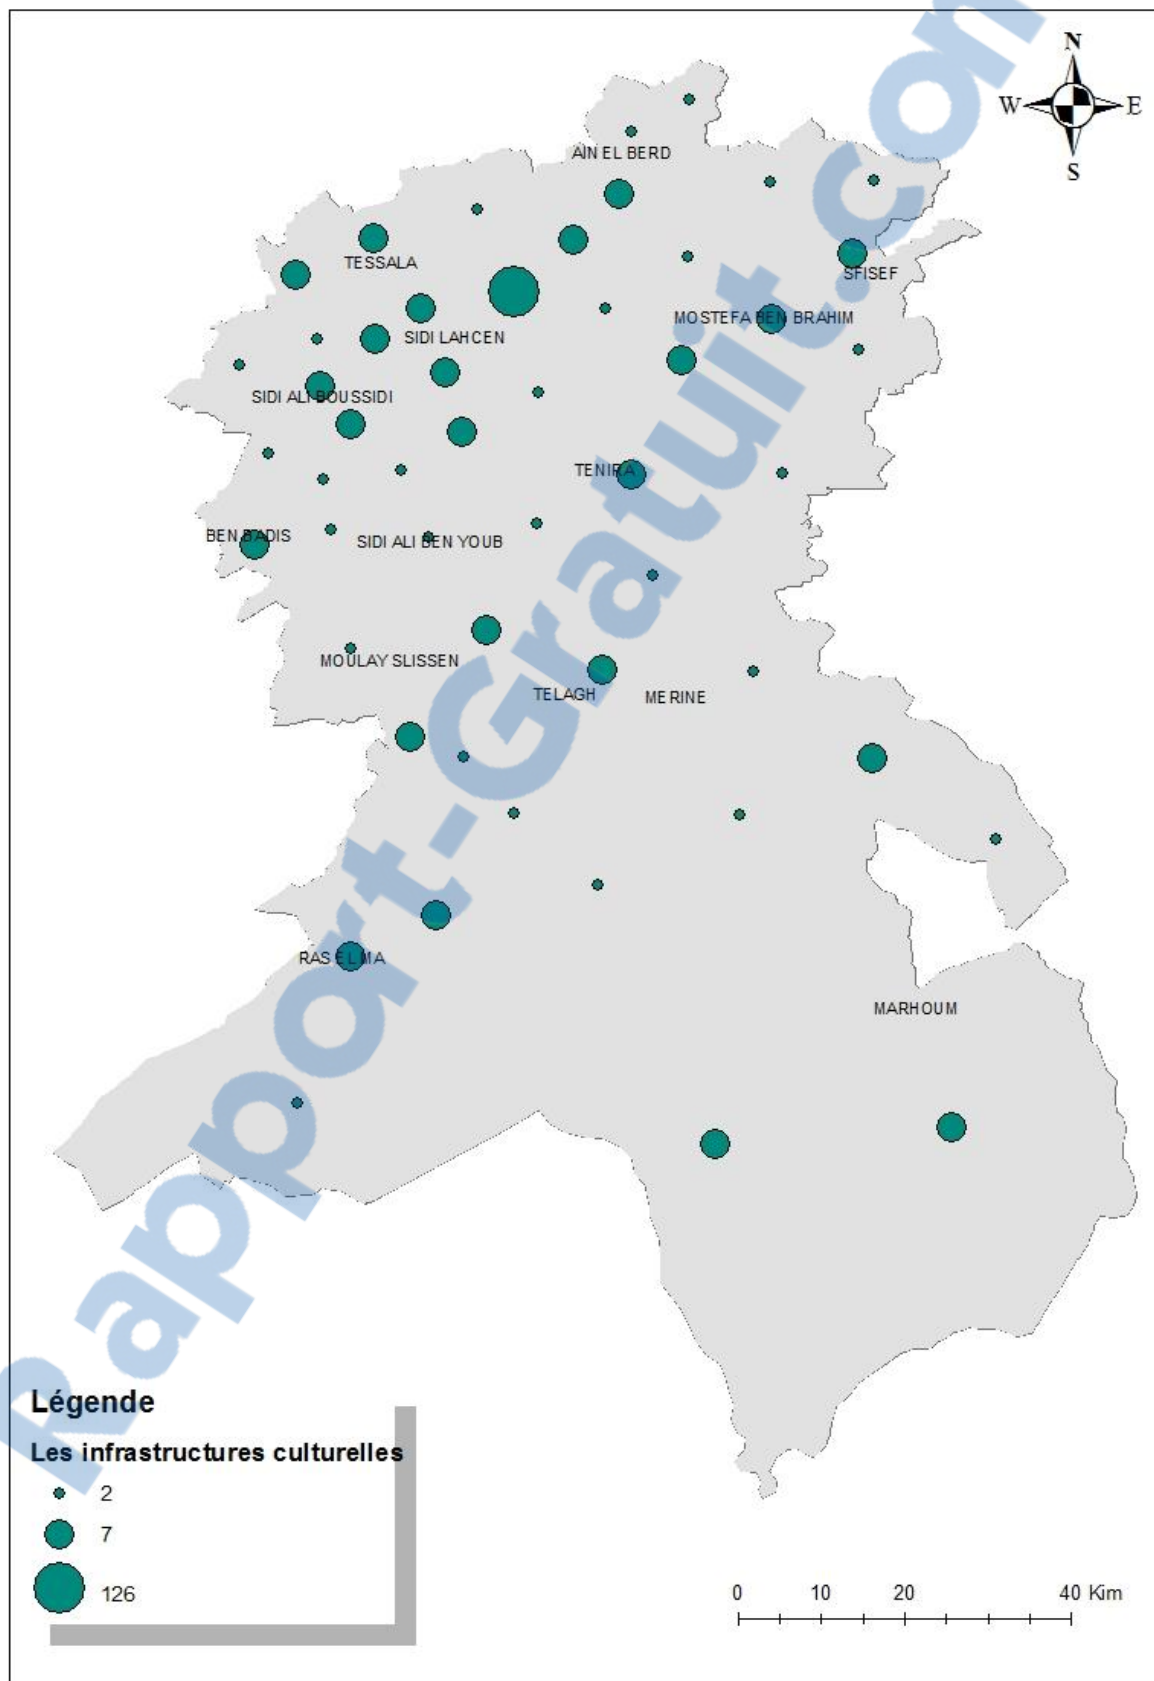 N
W E
S
AIN EL BERD
TESSALA
SFISEF
MOSTEFA BEN BRAHIM
SIDI LAHCEN
SIDI ALI BOUSSIDI
TENIRA
BEN BADIS
SIDI ALI BEN YOUB
MOULAY SLISSEN
TELAGH
MERINE
RAS ELMA
MARHOUM
Rapport-Gratuit.com
Légende
Les infrastructures culturelles
2
7
126
0 10 20 40 Kim